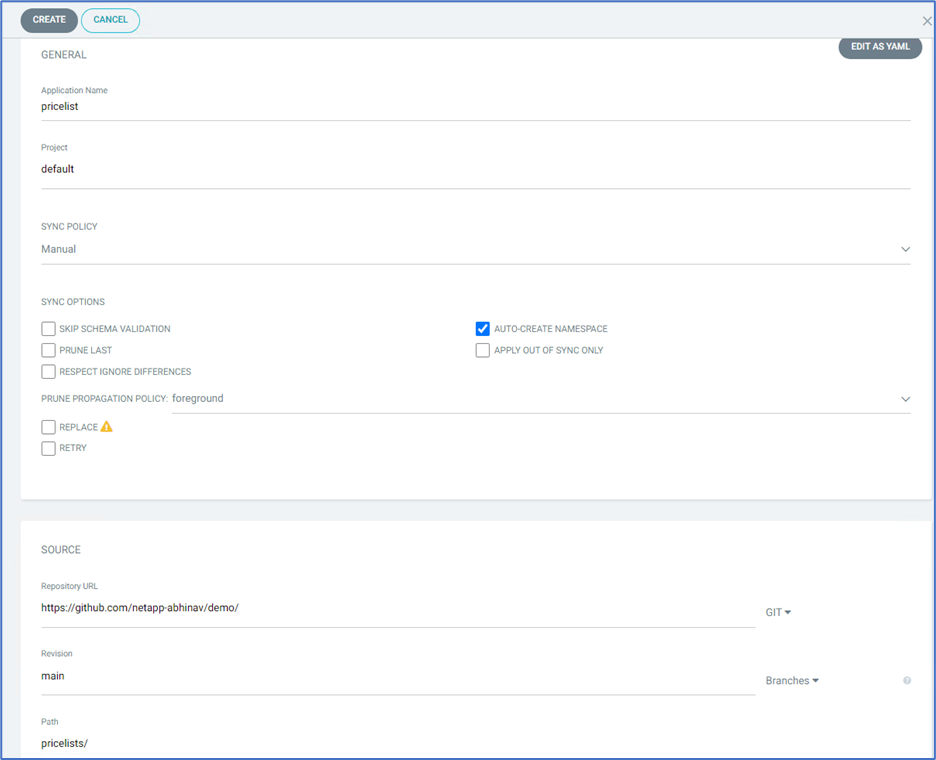 CREATE CANCEL
EDIT AS YAML
GENERAL
Application Name
pricelist
Project
default
SYNC POLICY
Manual
SYNC OPTIONS
SKIP SCHEMA VALIDATION AUTO-CREATE NAMESPACE
PRUNE LAST APPLY OUT OF SYNC ONLY
RESPECT IGNORE DIFFERENCES
PRUNE PROPAGATION POLICY: foreground
REPLACE
RETRY
SOURCE
Repository URL
https://github.com/netapp-abhinav/demo/
GIT
Revision
main
Branches
Path
pricelists/